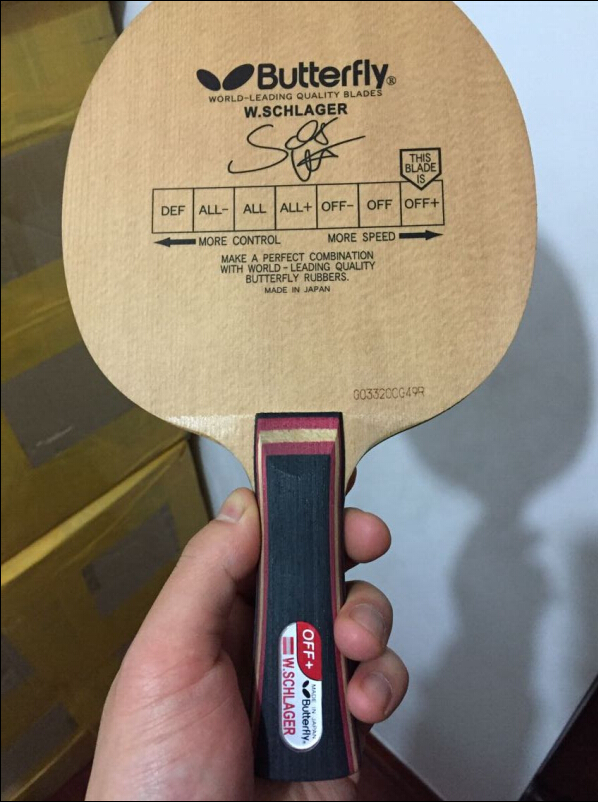 Butterfly®
WORLD-LEADING QUALITY BLADES
W.SCHLAGER
THIS
BLADE
IS
DEF ALL- ALL ALL+ OFF- OFF OFF+
MORE CONTROL MORE SPEED
MAKE A PERFECT COMBINATION
WITH WORLD-LEADING QUALITY
BUTTERFLY RUBBERS.
MADE IN JAPAN
OFF+
MADE IN JAPAN
Butterfly
W.SCHLAGER